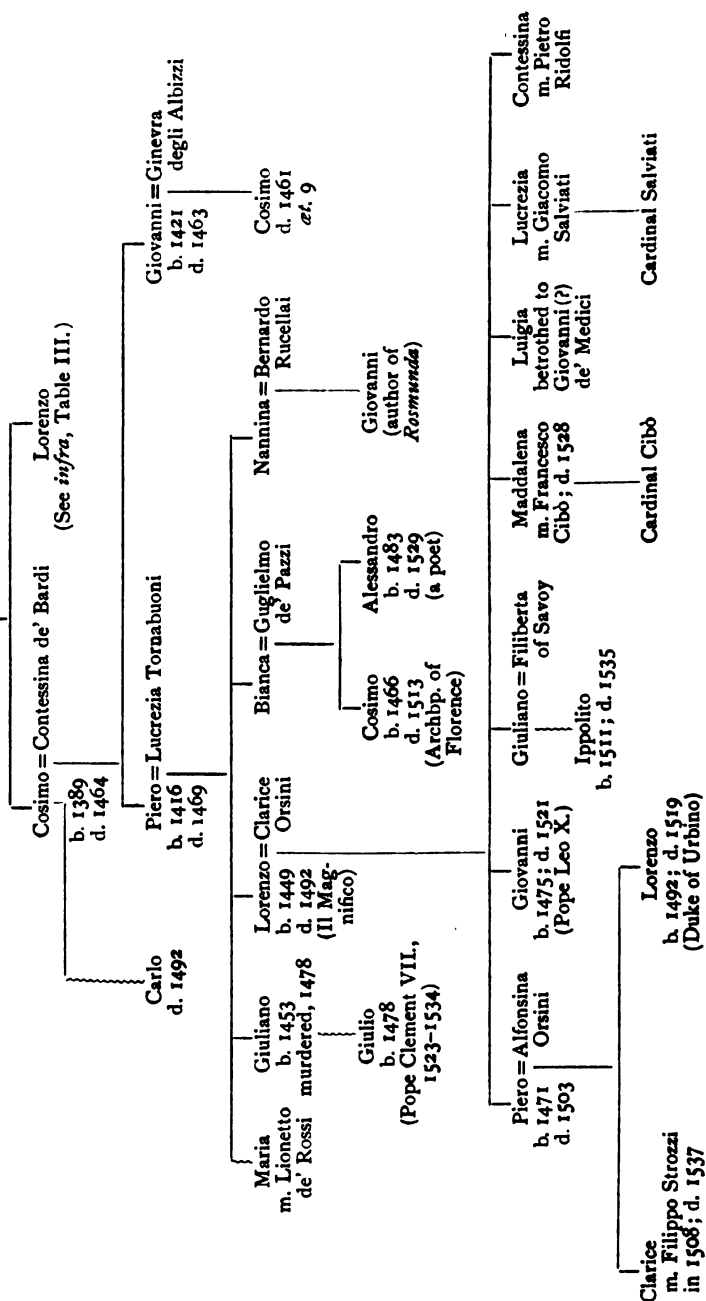 Cosimo=Contessina de' Bardi
b. 1389
d. 1464
Lorenzo
(See infra, Table III.)
Carlo
d. 1492
Piero=Lucrezia Tornabuoni
b. 1416
d. 1469
Giovanni=Ginevra
b. 1421 degli Albizzi
d. 1463
Cosimo
d. 1461
æt. 9
Maria
m. Lionetto
de' Rossi
Giuliano
b. 1453
murdered, 1478
Giulio
b. 1478
(Pope Clement VII.,
1523-1534)
Lorenzo=Clarice
b. 1449 Orsini
d. 1492
(Il Mag-
nifico)
Bianca=Guglielmo
de' Pazzi
Cosimo
b. 1466
d. 1513
(Archbp. of
Florence)
Alessandro
b. 1483
d. 1529
(a poet)
Nannina=Bernardo
Rucellai
Giovanni
(author of
Rosmunda)
Piero=Alfonsina
b. 1471 Orsini
d. 1503
Giovanni
b. 1475; d. 1521
(Pope Leo X.)
Giuliano=Filiberta
of Savoy
Ippolito
b. 1511; d. 1535
Maddalena
m. Francesco
Cibò; d. 1528
Cardinal Cibò
Luigia
betrothed to
Giovanni(?)
de' Medici
Lucrezia
m. Giacomo
Salviati
Cardinal Salviati
Contessina
m. Pietro
Ridolfi
Clarice
m. Filippo Strozzi
in 1508; d. 1537
Lorenzo
b. 1492; d. 1519
(Duke of Urbino)